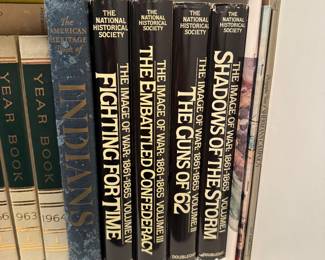 YEAR BOOK
63
YEAR BOOK
1964
THE AMERICAN HERITAGE
INDIANS
THE NATIONAL HISTORICAL SOCIETY
THE IMAGE OF WAR: 1861-1865 VOLUME IV
FIGHTING FOR TIME
THE NATIONAL HISTORICAL SOCIETY
THE IMAGE OF WAR: 1861-1865 VOLUME III
THE EMBATTLED CONFEDERACY
THE NATIONAL HISTORICAL SOCIETY
THE IMAGE OF WAR: 1861-1865 VOLUME II
THE GUNS OF '62
THE NATIONAL HISTORICAL SOCIETY
THE IMAGE OF WAR: 1861-1865 VOLUME I
SHADOWS OF THE STORM